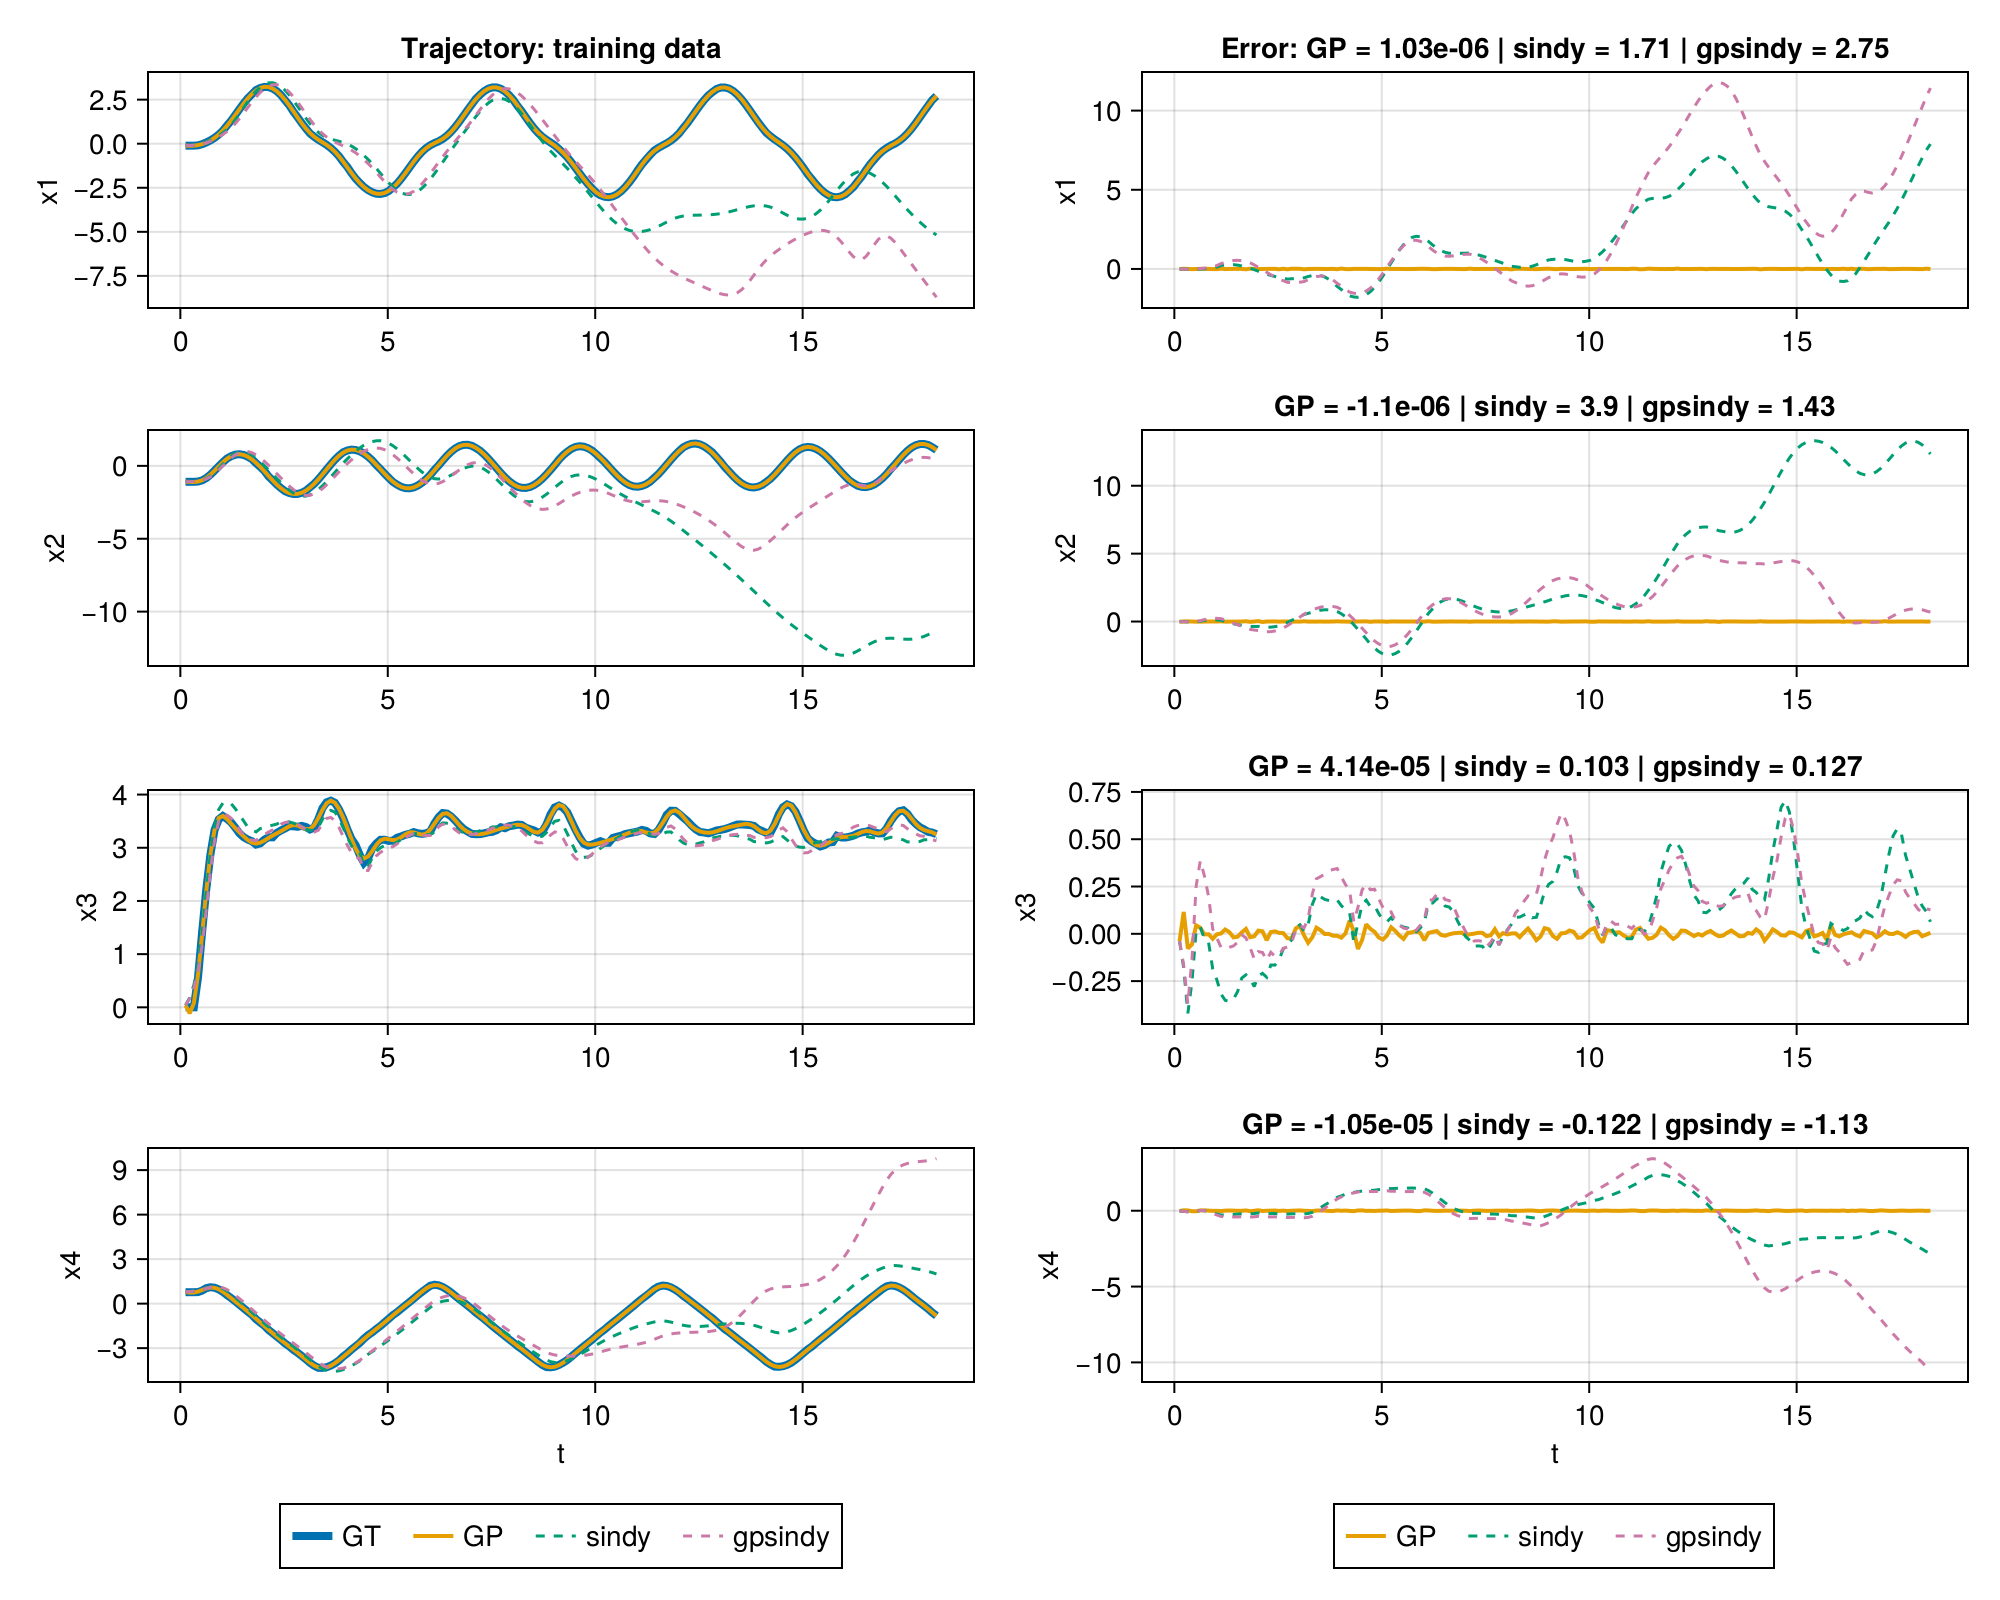 Trajectory: training data
x1
2.5
0.0
−2.5
−5.0
−7.5
0 5 10 15
Error: GP = 1.03e-06 | sindy = 1.71 | gpsindy = 2.75
x1
10
5
0
0 5 10 15
x2
0
−5
−10
0 5 10 15
GP = -1.1e-06 | sindy = 3.9 | gpsindy = 1.43
x2
10
5
0
0 5 10 15
x3
4
3
2
1
0
0 5 10 15
GP = 4.14e-05 | sindy = 0.103 | gpsindy = 0.127
x3
0.75
0.50
0.25
0.00
−0.25
0 5 10 15
x4
9
6
3
0
−3
0 5 10 15
t
GP = -1.05e-05 | sindy = -0.122 | gpsindy = -1.13
x4
0
−5
−10
0 5 10 15
t
GT GP sindy gpsindy
GP sindy gpsindy